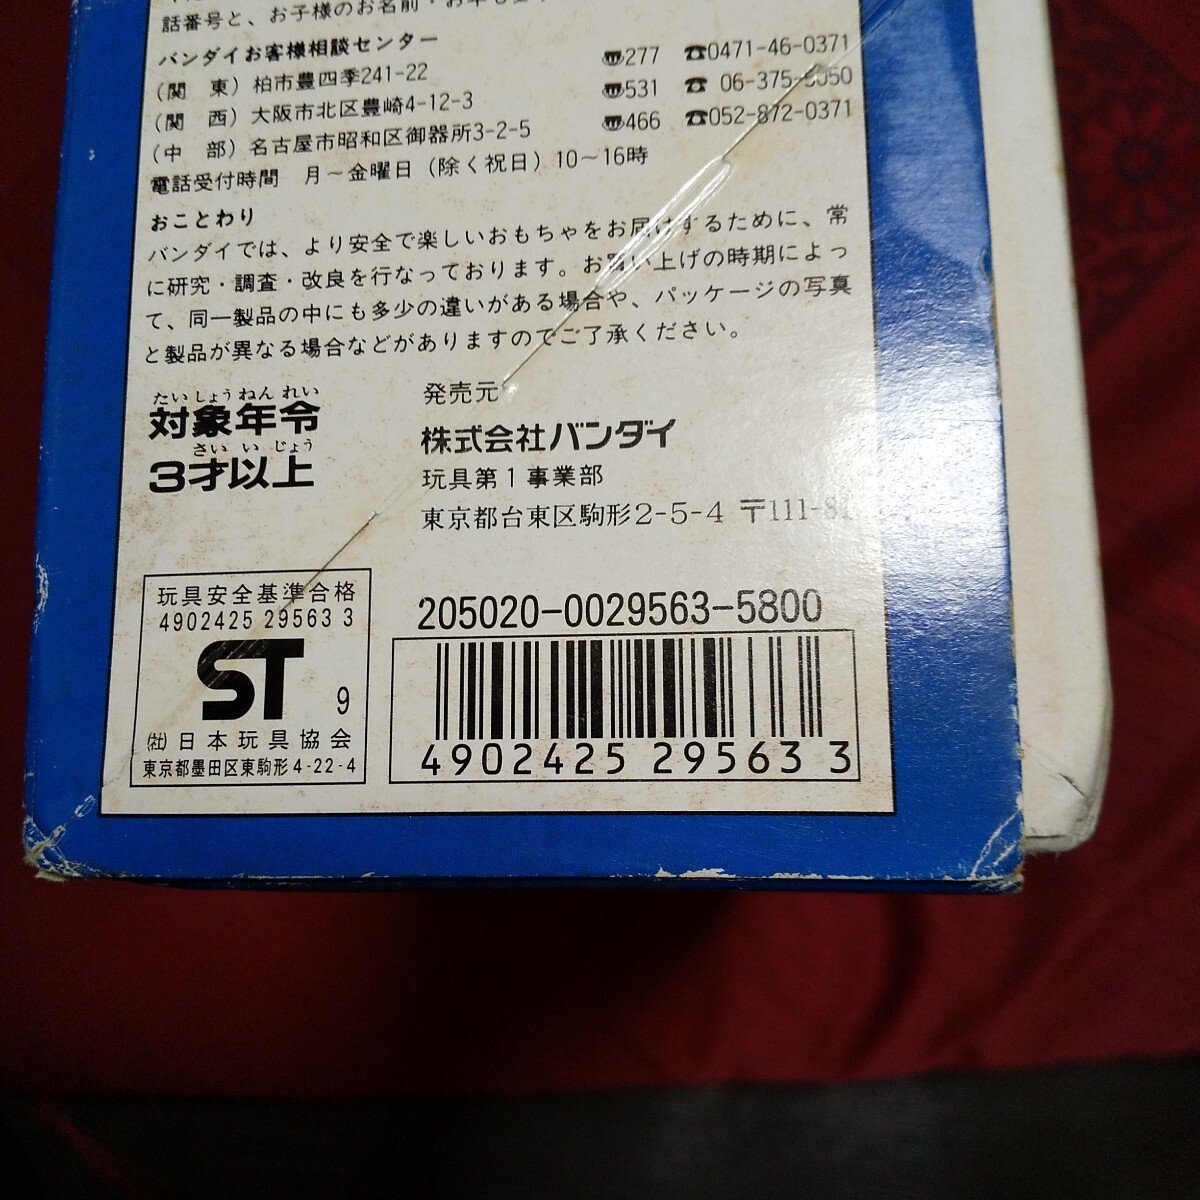 話番号と、お子様のお名前・お
バンダイお客様相談センター
(関 東) 柏市豊四季241-22 〠277 ☎0471-46-0371
(関 西) 大阪市北区豊崎4-12-3 〠531 ☎ 06-375-5050
(中 部) 名古屋市昭和区御器所3-2-5 〠466 ☎052-872-0371
電話受付時間 月～金曜日 (除く祝日) 10～16時
おことわり
バンダイでは、より安全で楽しいおもちゃをお届けするために、常
に研究・調査・改良を行なっております。お買い上げの時期によっ
て、同一製品の中にも多少の違いがある場合や、パッケージの写真
と製品が異なる場合などがありますのでご了承ください。
たいしょうねんれい
対象年令
さいいじょう
3才以上
発売元
株式会社バンダイ
玩具第1事業部
東京都台東区駒形2-5-4 〒111-81
玩具安全基準合格
4902425 29563 3
ST 9
(社) 日本玩具協会
東京都墨田区東駒形4-22-4
205020-0029563-5800
4902425 29563 3